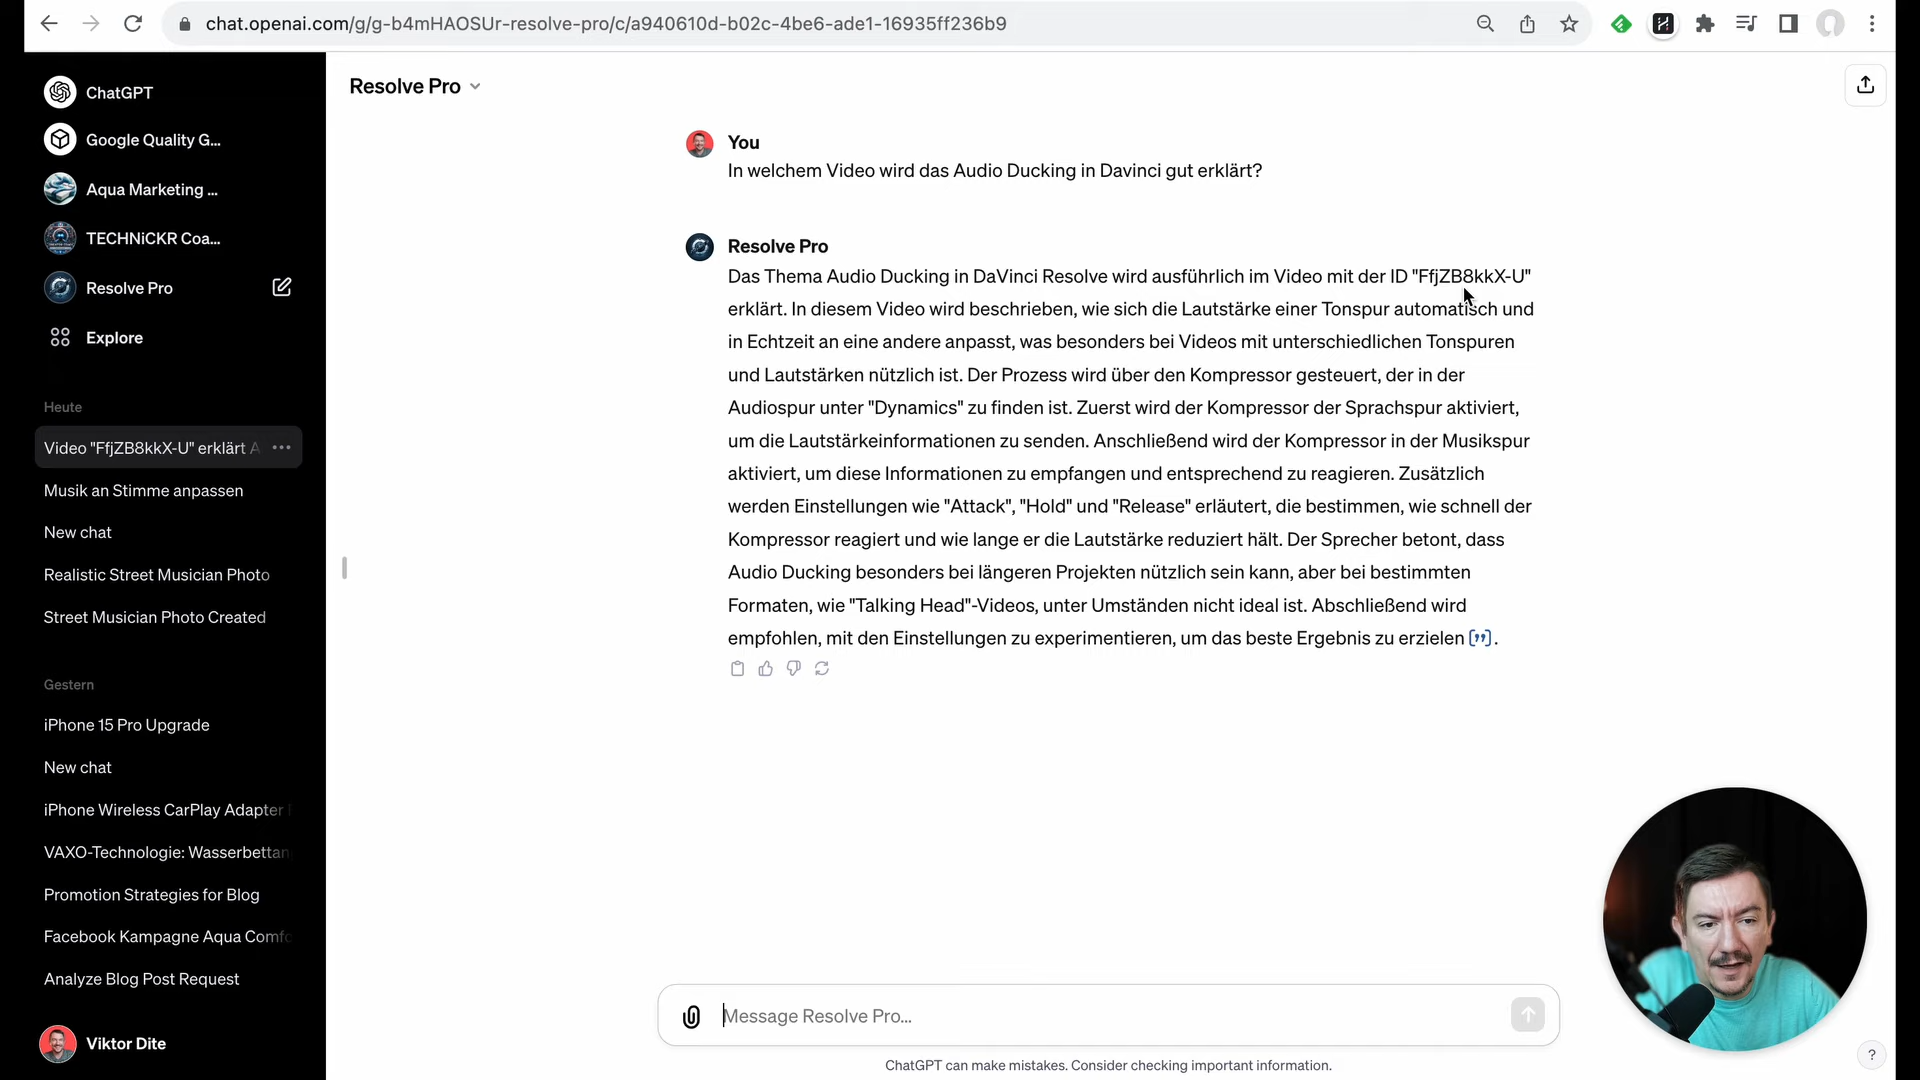 chat.openai.com/g/g-b4mHAOSUr-resolve-pro/c/a940610d-b02c-4be6-ade1-16935ff236b9
ChatGPT
Google Quality G...
Aqua Marketing ...
TECHNiCKR Coa...
Resolve Pro
Explore
Heute
Video "FfjZB8kkX-U" erklärt A
Musik an Stimme anpassen
New chat
Realistic Street Musician Photo
Street Musician Photo Created
Gestern
iPhone 15 Pro Upgrade
New chat
iPhone Wireless CarPlay Adapter
VAXO-Technologie: Wasserbettan
Promotion Strategies for Blog
Facebook Kampagne Aqua Comfo
Analyze Blog Post Request
Viktor Dite
Resolve Pro
You
In welchem Video wird das Audio Ducking in Davinci gut erklärt?
Resolve Pro
Das Thema Audio Ducking in DaVinci Resolve wird ausführlich im Video mit der ID "FfjZB8kkX-U"
erklärt. In diesem Video wird beschrieben, wie sich die Lautstärke einer Tonspur automatisch und
in Echtzeit an eine andere anpasst, was besonders bei Videos mit unterschiedlichen Tonspuren
und Lautstärken nützlich ist. Der Prozess wird über den Kompressor gesteuert, der in der
Audiospur unter "Dynamics" zu finden ist. Zuerst wird der Kompressor der Sprachspur aktiviert,
um die Lautstärkeinformationen zu senden. Anschließend wird der Kompressor in der Musikspur
aktiviert, um diese Informationen zu empfangen und entsprechend zu reagieren. Zusätzlich
werden Einstellungen wie "Attack", "Hold" und "Release" erläutert, die bestimmen, wie schnell der
Kompressor reagiert und wie lange er die Lautstärke reduziert hält. Der Sprecher betont, dass
Audio Ducking besonders bei längeren Projekten nützlich sein kann, aber bei bestimmten
Formaten, wie "Talking Head"-Videos, unter Umständen nicht ideal ist. Abschließend wird
empfohlen, mit den Einstellungen zu experimentieren, um das beste Ergebnis zu erzielen ["].
Message Resolve Pro...
ChatGPT can make mistakes. Consider checking important information.
?